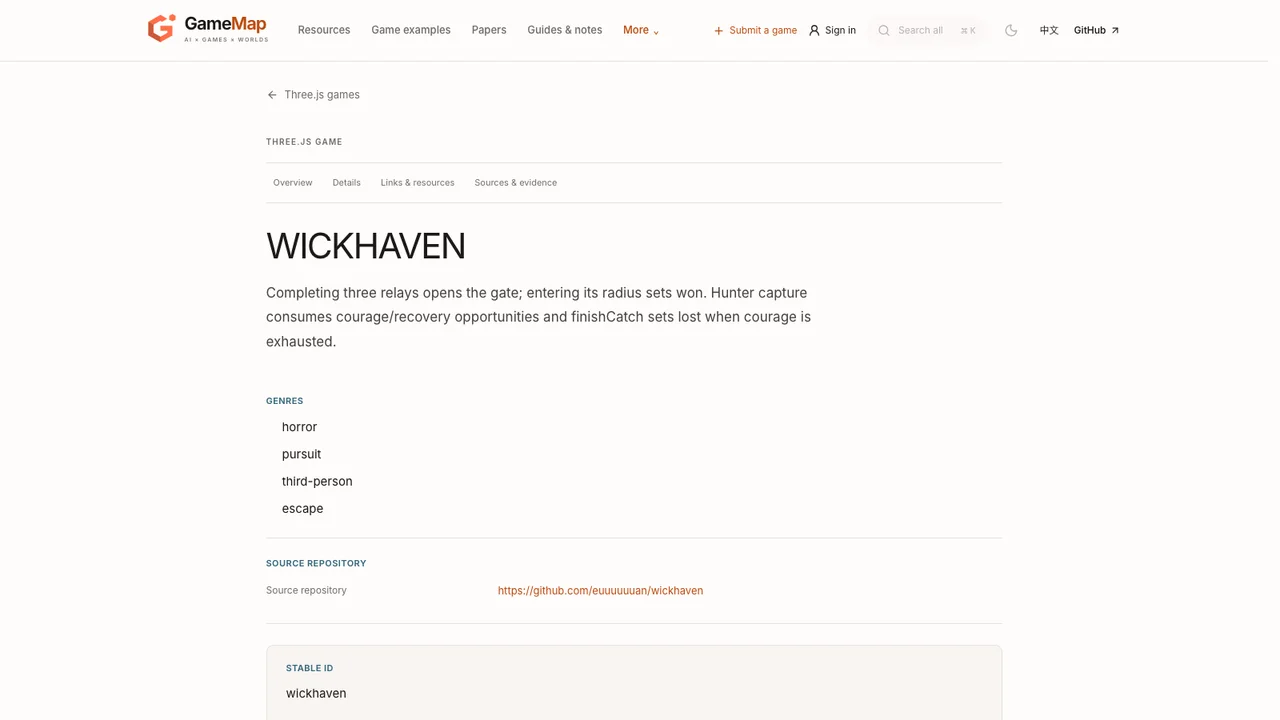 GameMap
AI × GAMES × WORLDS
Resources
Game examples
Papers
Guides & notes
More
Submit a game
Sign in
Search all
⌘ K
中文
GitHub
Three.js games
THREE.JS GAME
Overview
Details
Links & resources
Sources & evidence
WICKHAVEN
Completing three relays opens the gate; entering its radius sets won. Hunter capture
consumes courage/recovery opportunities and finishCatch sets lost when courage is
exhausted.
GENRES
horror
pursuit
third-person
escape
SOURCE REPOSITORY
Source repository
https://github.com/euuuuuuan/wickhaven
STABLE ID
wickhaven